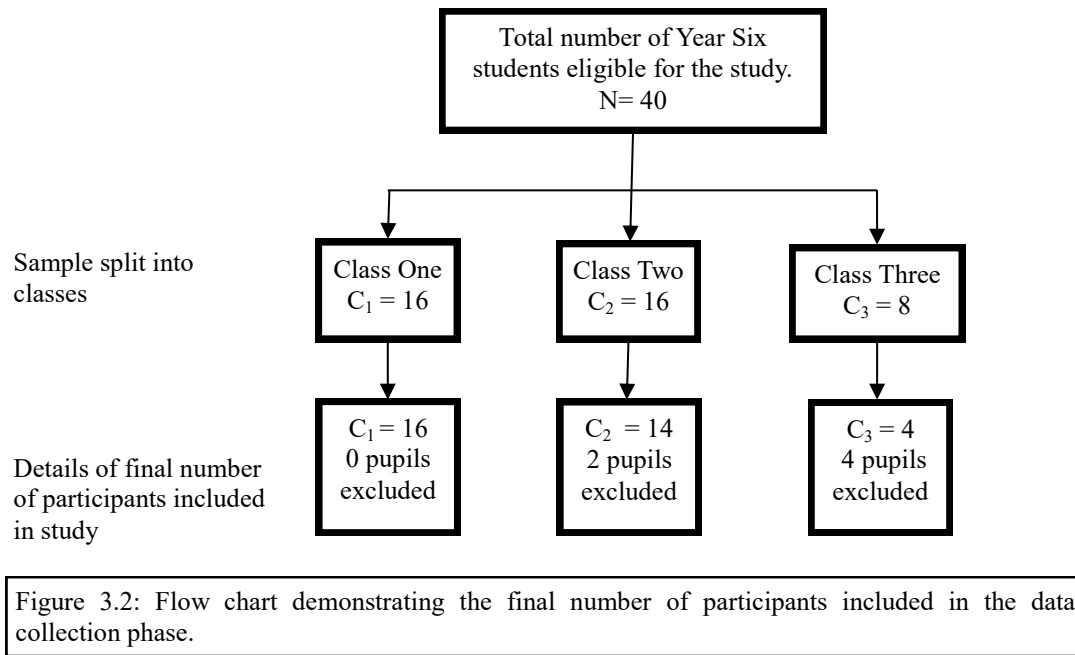 Total number of Year Six
students eligible for the study.
N= 40
Sample split into
classes
Class One
C₁ = 16
Class Two
C₂ = 16
Class Three
C₃ = 8
Details of final number
of participants included
in study
C₁ = 16
0 pupils
excluded
C₂ = 14
2 pupils
excluded
C₃ = 4
4 pupils
excluded
Figure 3.2: Flow chart demonstrating the final number of participants included in the data
collection phase.